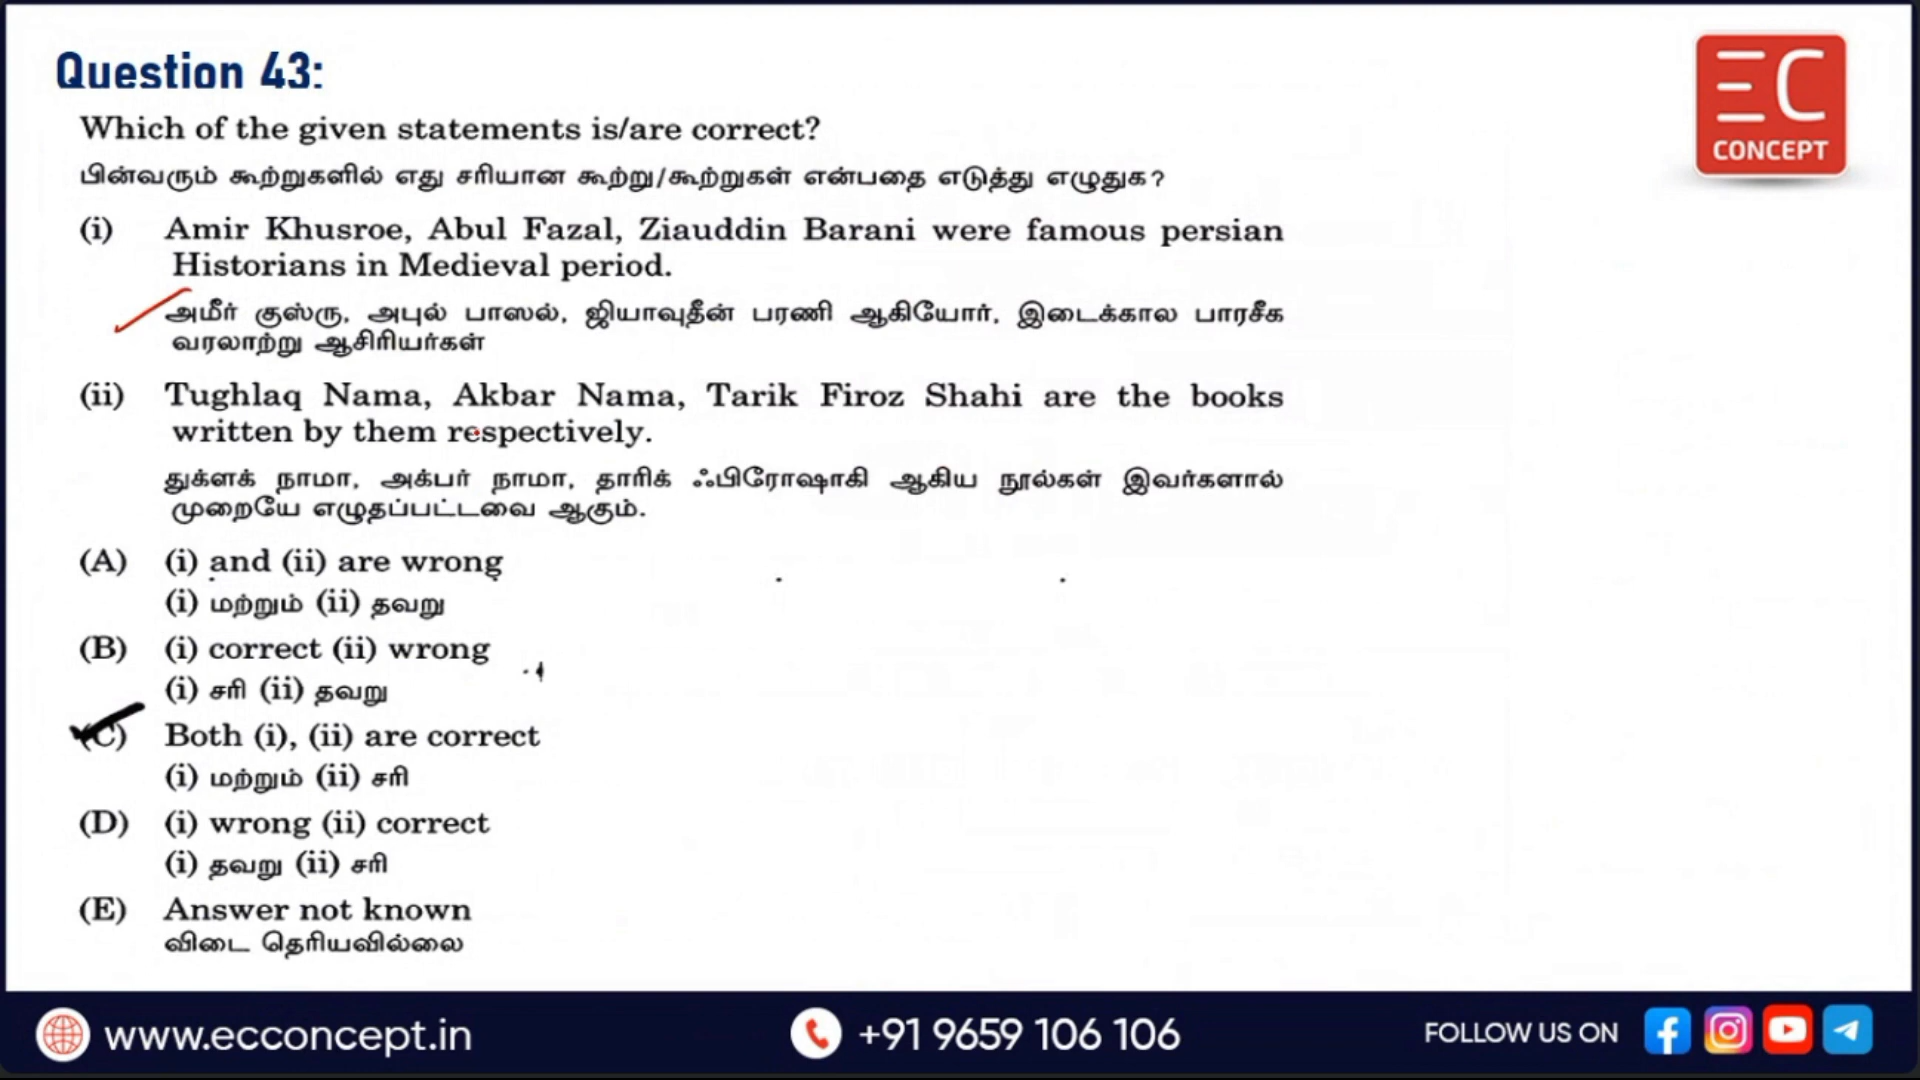 Question 43:
EC
CONCEPT
Which of the given statements is/are correct?
பின்வரும் கூற்றுகளில் எது சரியான கூற்று/கூற்றுகள் என்பதை எடுத்து எழுதுக?
(i) Amir Khusroe, Abul Fazal, Ziauddin Barani were famous persian
Historians in Medieval period.
அமீர் குஸ்ரு, அபுல் பாஸல், ஜியாவுதீன் பரணி ஆகியோர், இடைக்கால பாரசீக
வரலாற்று ஆசிரியர்கள்
(ii) Tughlaq Nama, Akbar Nama, Tarik Firoz Shahi are the books
written by them respectively.
துக்ளக் நாமா, அக்பர் நாமா, தாரிக் ஃபிரோஷாகி ஆகிய நூல்கள் இவர்களால்
முறையே எழுதப்பட்டவை ஆகும்.
(A) (i) and (ii) are wrong
(i) மற்றும் (ii) தவறு
(B) (i) correct (ii) wrong
(i) சரி (ii) தவறு
(C) Both (i), (ii) are correct
(i) மற்றும் (ii) சரி
(D) (i) wrong (ii) correct
(i) தவறு (ii) சரி
(E) Answer not known
விடை தெரியவில்லை
www.ecconcept.in +91 9659 106 106 FOLLOW US ON